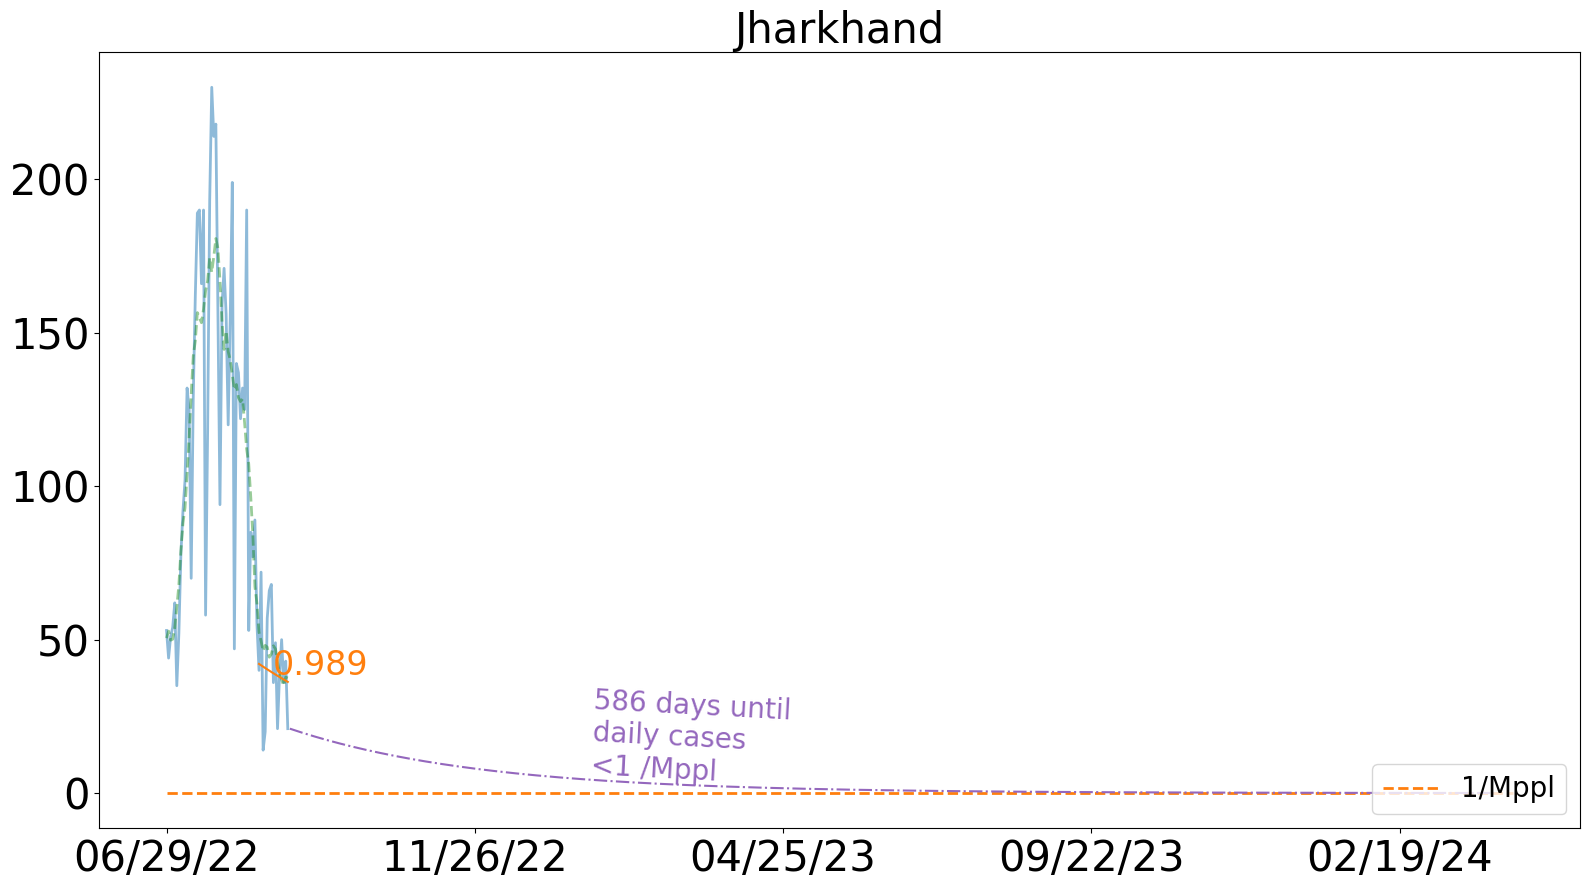 Jharkhand
200
150
100
50
0
0.989
586 days until
daily cases
<1 /Mppl
1/Mppl
06/29/22
11/26/22
04/25/23
09/22/23
02/19/24